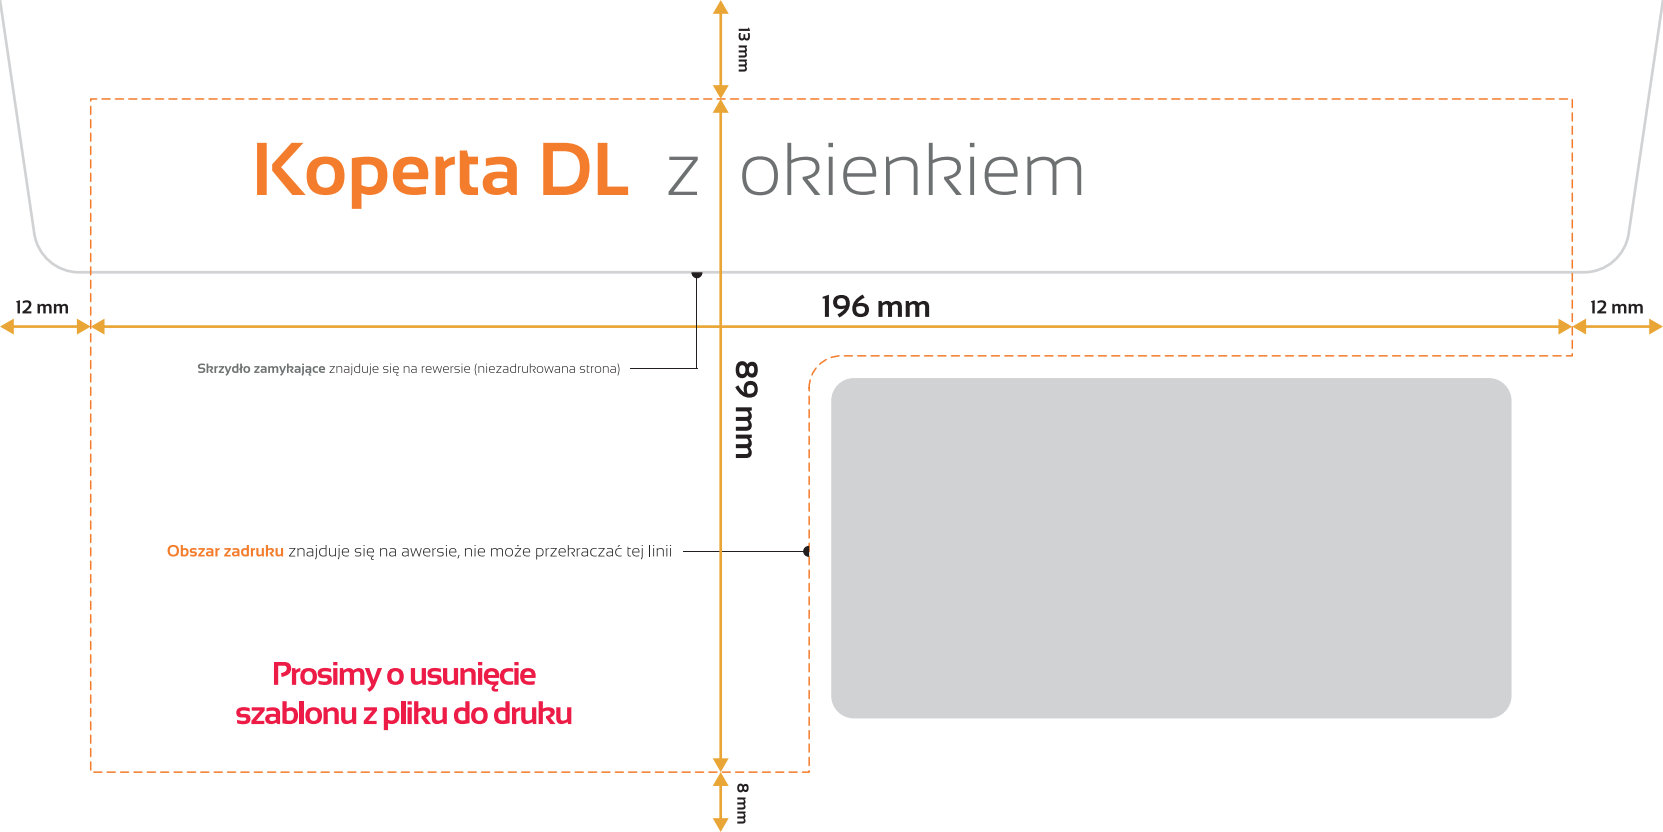 13 mm
Koperta DL z okienkiem
12 mm
196 mm
12 mm
Skrzydło zamykające znajduje się na rewersie (niezadrukowana strona)
89 mm
Obszar zadruku znajduje się na awersie, nie może przekraczać tej linii
Prosimy o usunięcie
szablonu z pliku do druku
8 mm